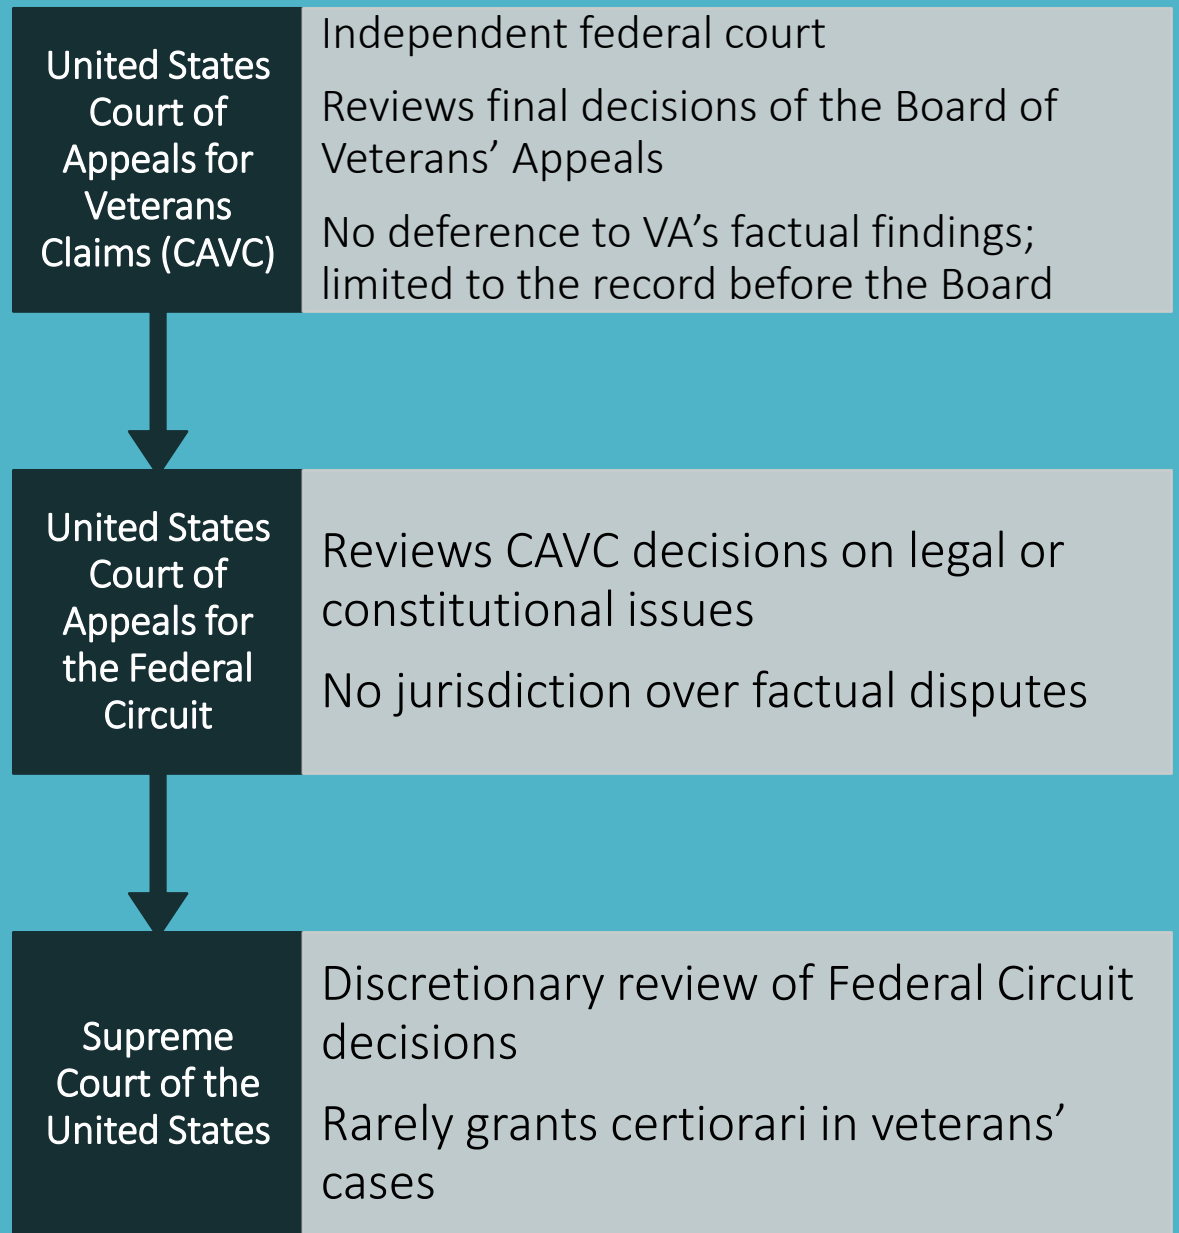 United States
Court of
Appeals for
Veterans
Claims (CAVC)
Independent federal court
Reviews final decisions of the Board of
Veterans’ Appeals
No deference to VA’s factual findings;
limited to the record before the Board
United States
Court of
Appeals for
the Federal
Circuit
Reviews CAVC decisions on legal or
constitutional issues
No jurisdiction over factual disputes
Supreme
Court of the
United States
Discretionary review of Federal Circuit
decisions
Rarely grants certiorari in veterans’
cases